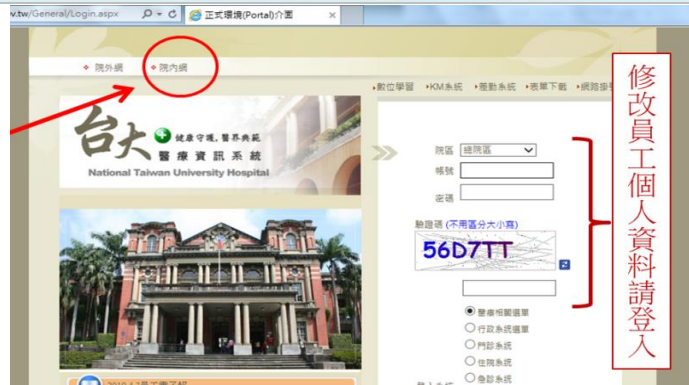 v.tw/General/Login.aspx
正式環境(Portal)介面
院外網
院內網
數位學習
KM系統
差勤系統
表單下載
網路掛號
台大
健康守護，醫界典範
醫療資訊系統
National Taiwan University Hospital
院區 總院區
帳號
密碼
驗證碼 (不用區分大小寫)
56D7TT
醫療相關選單
行政系統選單
門診系統
住院系統
急診系統
登入系統
修改員工個人資料請登入